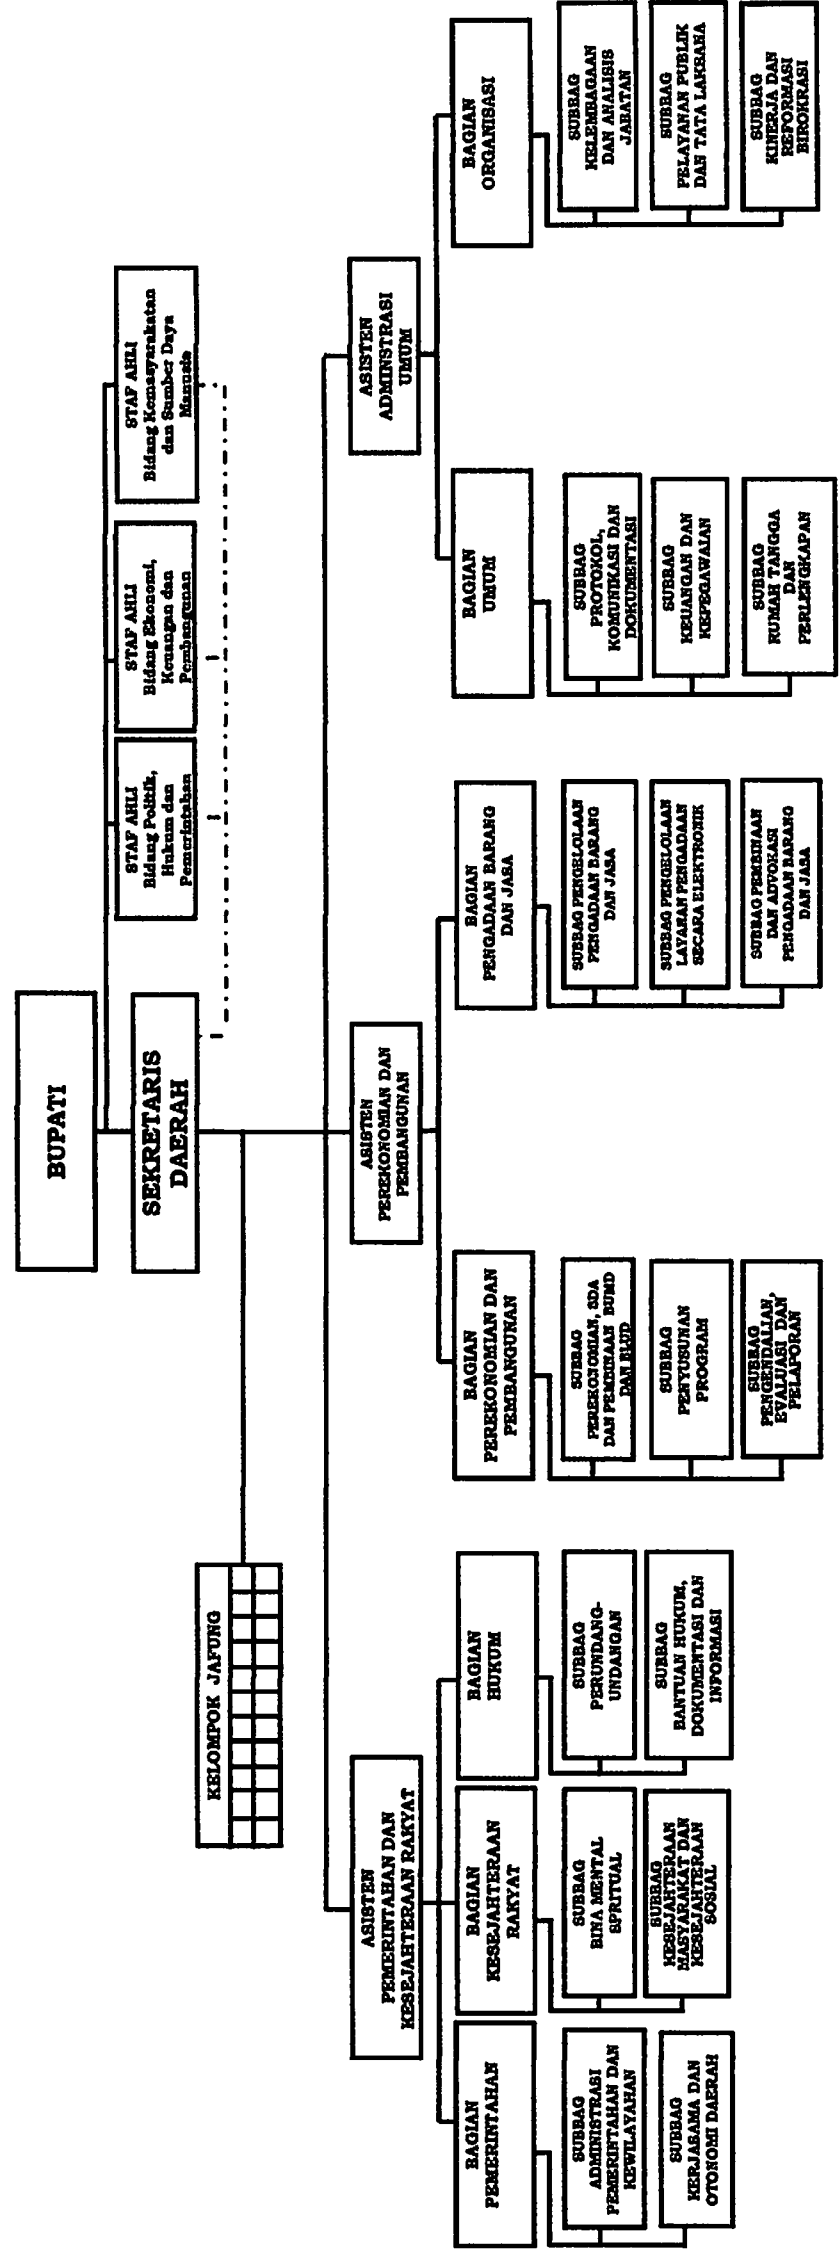 BUPATI
SEKRETARIS
DAERAH
STAF AHLI
Bidang Politik,
Hukum dan
Pemerintahan
STAF AHLI
Bidang Ekonomi,
Keuangan dan
Pembangunan
STAF AHLI
Bidang Kemasyarakatan
dan Sumber Daya
Manusia
KELOMPOK JAFUNG
ASISTEN
PEMERINTAHAN DAN
KESEJAHTERAAN RAKYAT
ASISTEN
PEREKONOMIAN DAN
PEMBANGUNAN
ASISTEN
ADMINSTRASI
UMUM
BAGIAN
PEMERINTAHAN
SUBBAG
ADMINISTRASI
PEMERINTAHAN DAN
KEWILAYAHAN
SUBBAG
KERJASAMA DAN
OTONOMI DAERAH
BAGIAN
KESEJAHTERAAN
RAKYAT
SUBBAG
BINA MENTAL
SPRITUAL
SUBBAG
KESEJAHTERAAN
MASYARAKAT DAN
KESEJAHTERAAN
SOSIAL
BAGIAN
HUKUM
SUBBAG
PERUNDANG-
UNDANGAN
SUBBAG
BANTUAN HUKUM,
DOKUMENTASI DAN
INFORMASI
BAGIAN
PEREKONOMIAN DAN
PEMBANGUNAN
SUBBAG
PEREKONOMIAN, SDA
DAN PEMBINAAN BUMD
DAN BLUD
SUBBAG
PENYUSUNAN
PROGRAM
SUBBAG
PENGENDALIAN,
EVALUASI DAN
PELAPORAN
BAGIAN
PENGADAAN BARANG
DAN JASA
SUBBAG PENGELOLAAN
PENGADAAN BARANG
DAN JASA
SUBBAG PENGELOLAAN
LAYANAN PENGADAAN
SECARA ELEKTRONIK
SUBBAG PEMBINAAN
DAN ADVOKASI
PENGADAAN BARANG
DAN JASA
BAGIAN
UMUM
SUBBAG
PROTOKOL,
KOMUNIKASI DAN
DOKUMENTASI
SUBBAG
KEUANGAN DAN
KEPEGAWAIAN
SUBBAG
RUMAH TANGGA
DAN
PERLENGKAPAN
BAGIAN
ORGANISASI
SUBBAG
KELEMBAGAAN
DAN ANALISIS
JABATAN
SUBBAG
PELAYANAN PUBLIK
DAN TATA LAKSANA
SUBBAG
KINERJA DAN
REFORMASI
BIROKRASI